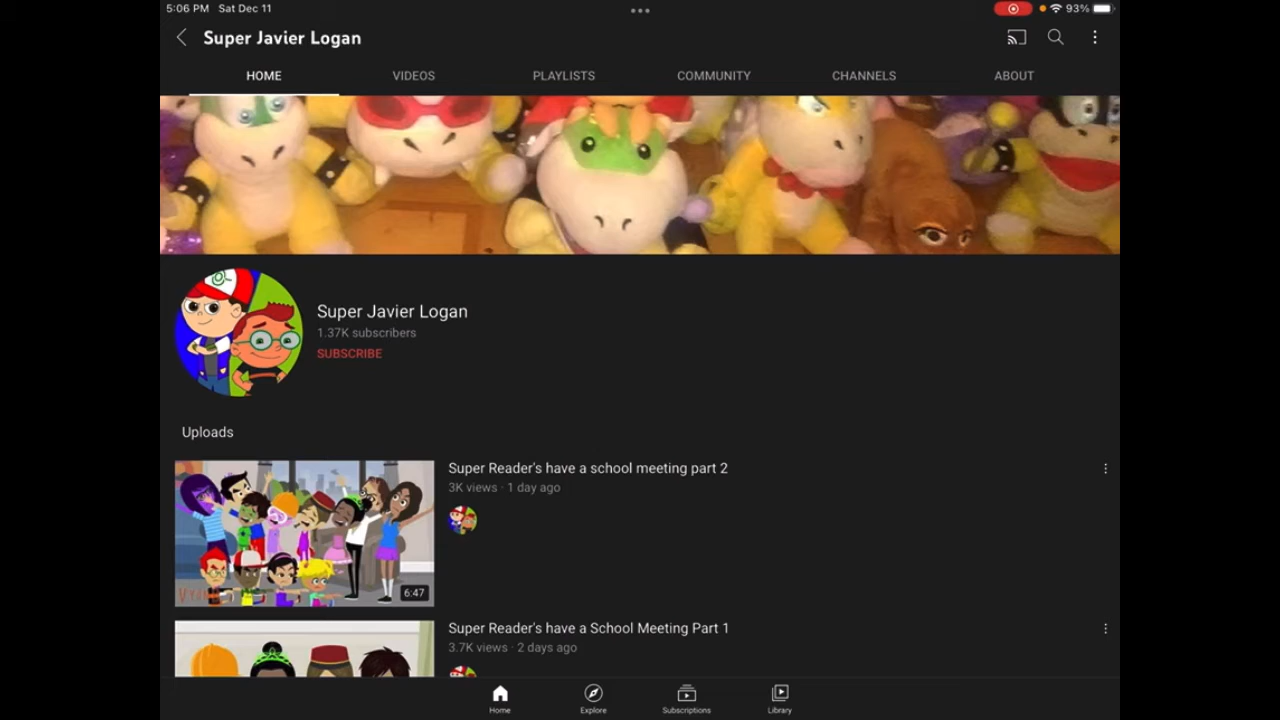 5:06 PM Sat Dec 11
93%
Super Javier Logan
HOME VIDEOS PLAYLISTS COMMUNITY CHANNELS ABOUT
Super Javier Logan
1.37K subscribers
SUBSCRIBE
Uploads
Super Reader's have a school meeting part 2
3K views · 1 day ago
6:47
Super Reader's have a School Meeting Part 1
3.7K views · 2 days ago
Home Explore Subscriptions Library